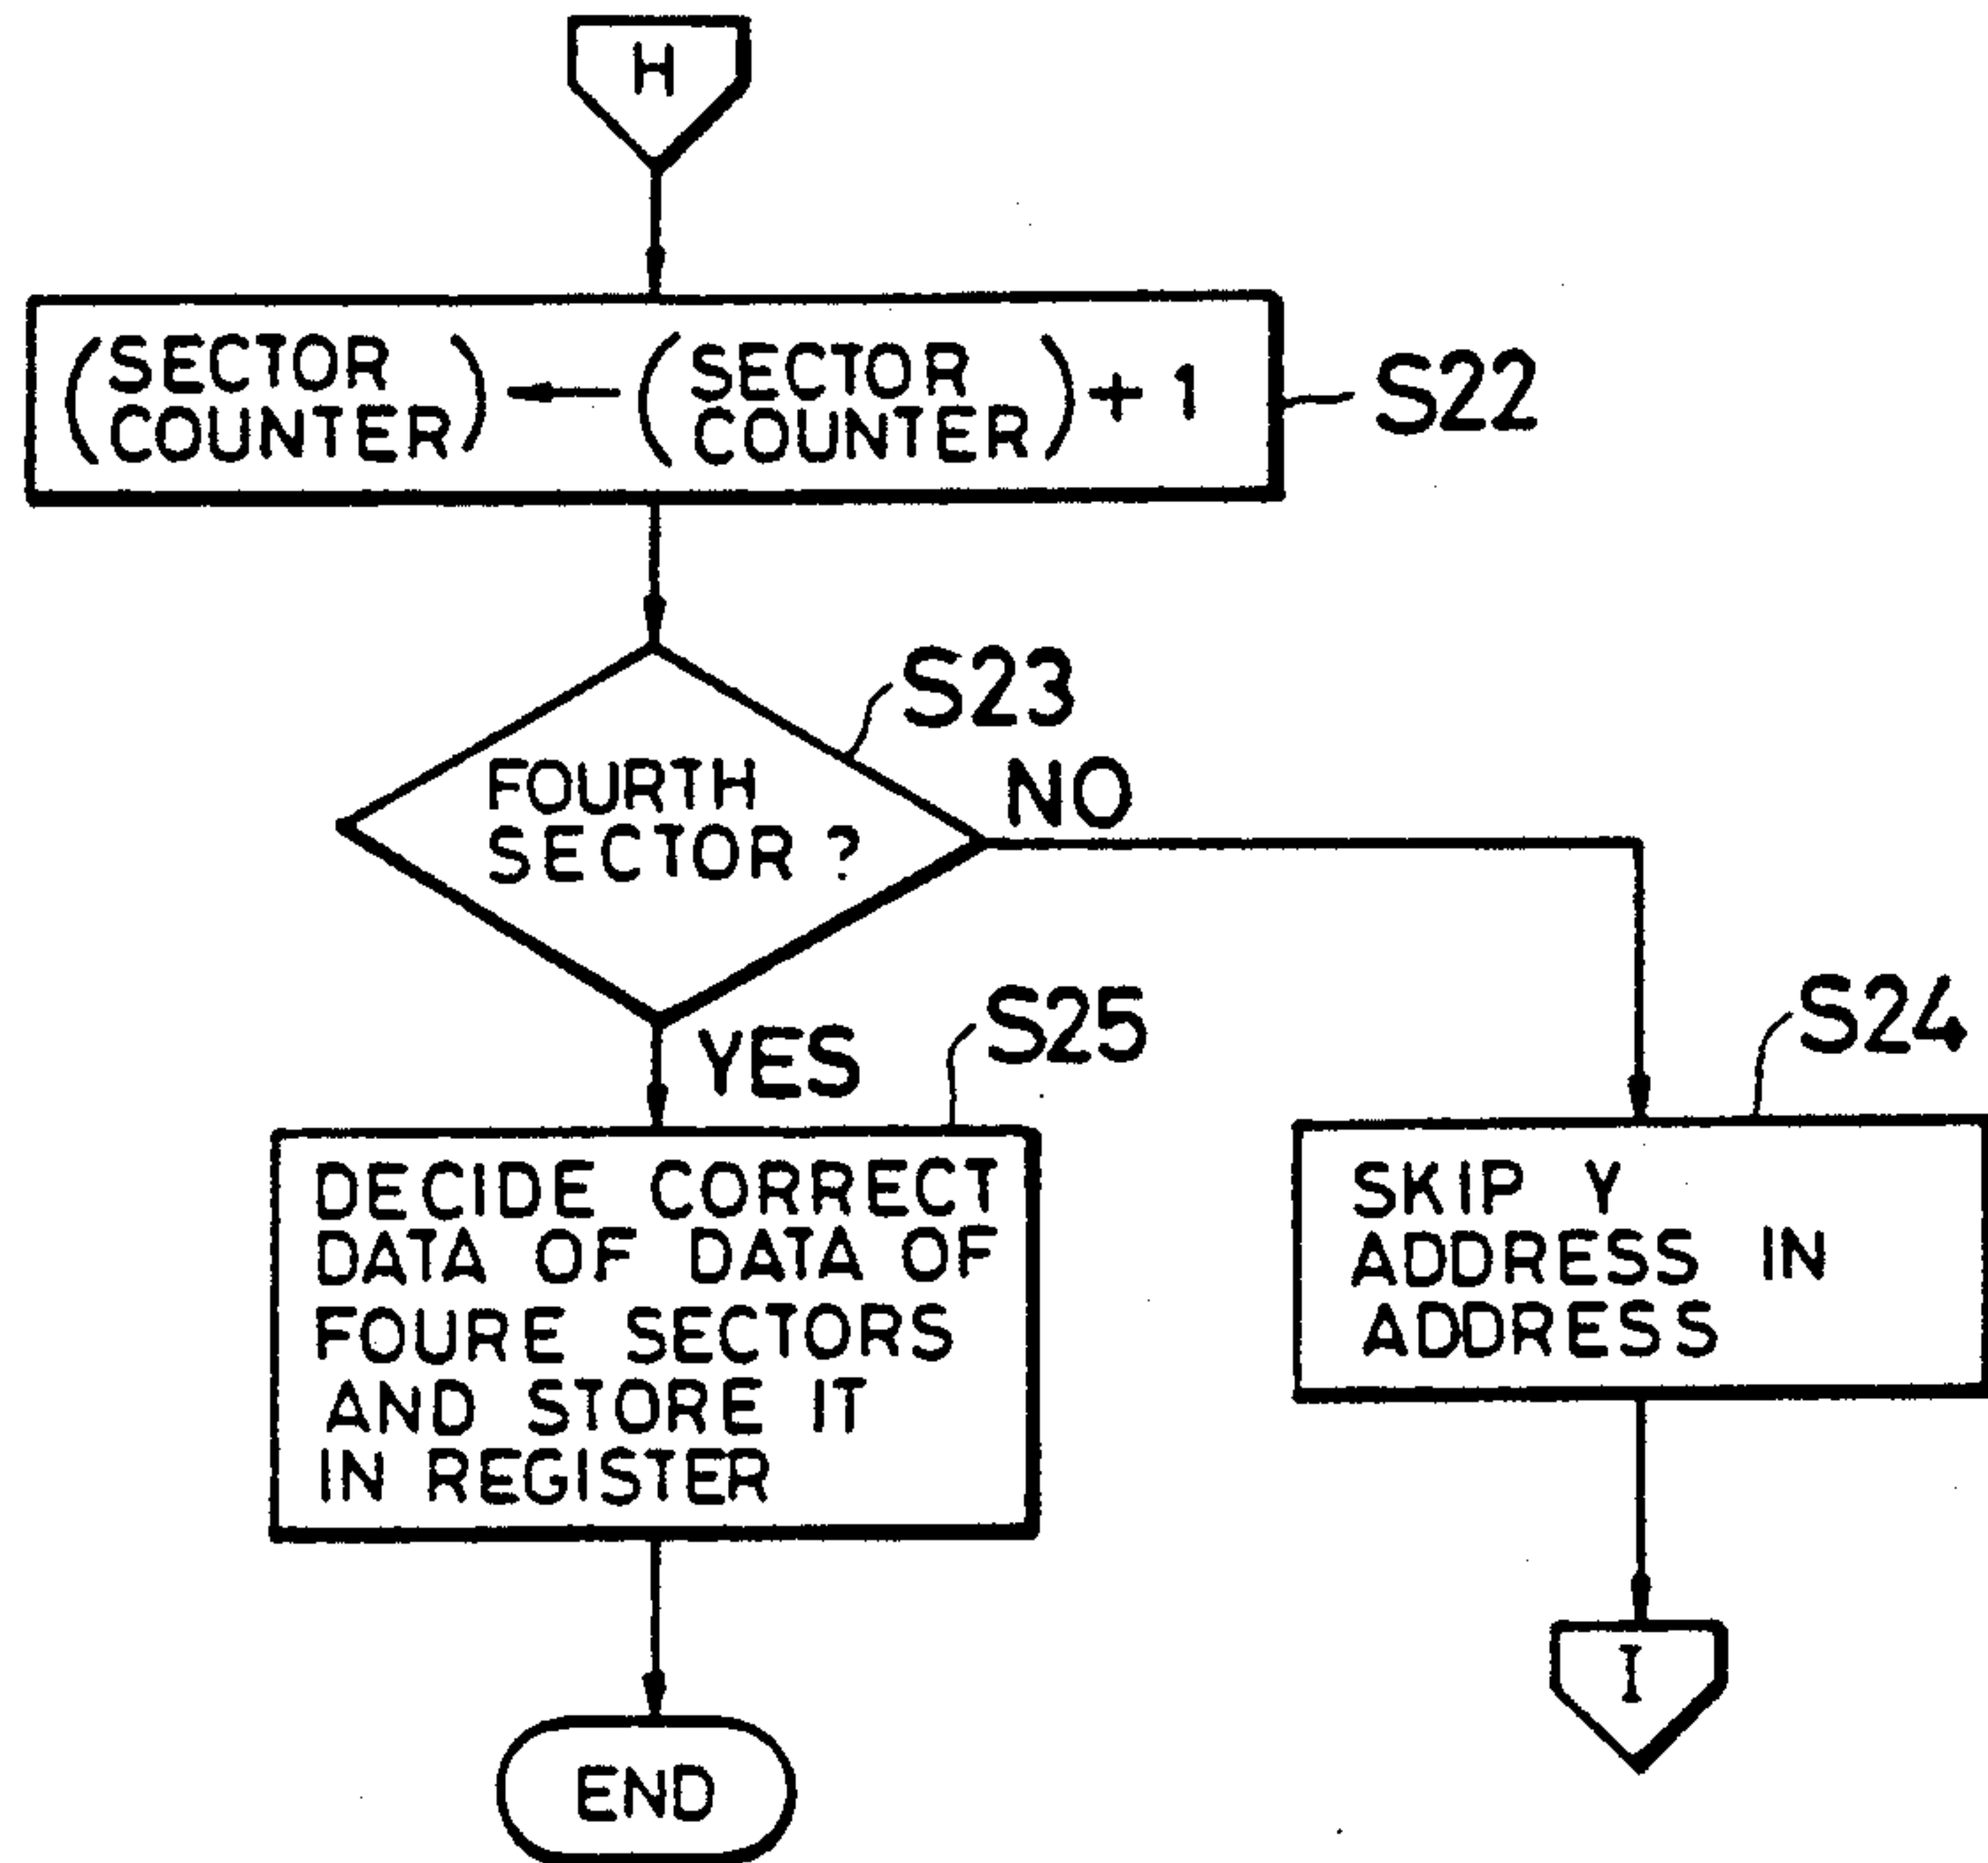 H
(SECTOR COUNTER) ← (SECTOR COUNTER) + 1
S22
S23
FOURTH
SECTOR ?
NO
YES
S25
S24
DECIDE CORRECT
DATA OF DATA OF
FOURE SECTORS
AND STORE IT
IN REGISTER
SKIP Y
ADDRESS IN
ADDRESS
I
END